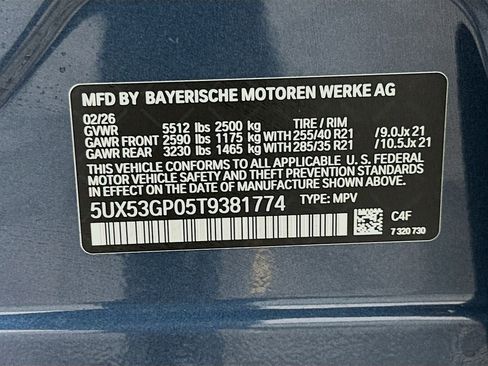 MFD BY BAYERISCHE MOTOREN WERKE AG
02/26
GVWR 5512 lbs 2500 kg TIRE / RIM
GAWR FRONT 2590 lbs 1175 kg WITH 255/40 R21 /9.0Jx21
GAWR REAR 3230 lbs 1465 kg WITH 285/35 R21 /10.5Jx21
THIS VEHICLE CONFORMS TO ALL APPLICABLE U. S. FEDERAL
MOTOR VEHICLE SAFETY AND THEFT PREVENTION STANDARDS
IN EFFECT ON THE DATE OF MANUFACTURE SHOWN ABOVE.
5UX53GP05T9381774 TYPE: MPV
C4F
7 320 730